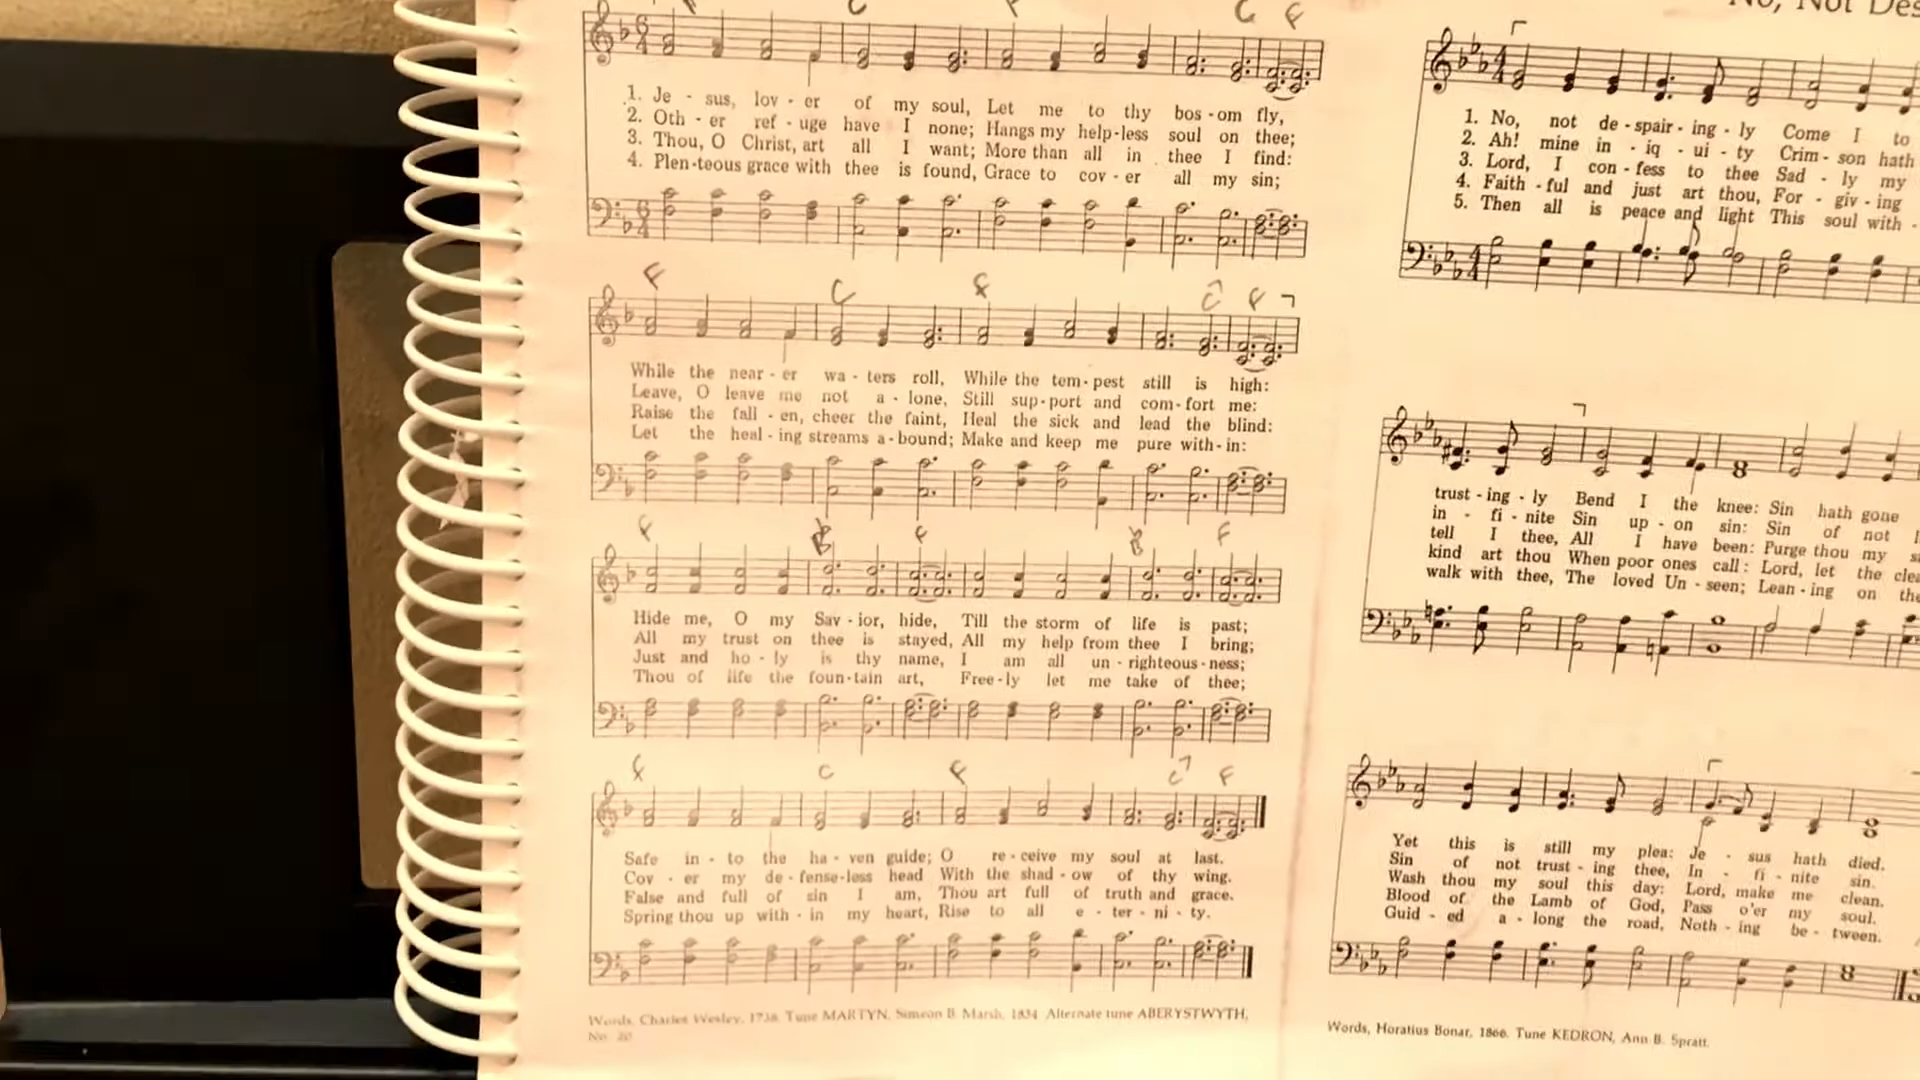 C F
1. Je - sus, lov - er of my soul, Let me to thy bos - om fly,
2. Oth - er ref - uge have I none; Hangs my help - less soul on thee;
3. Thou, O Christ, art all I want; More than all in thee I find:
4. Plen - teous grace with thee is found, Grace to cov - er all my sin;
F C F C7 F
While the near - er wa - ters roll, While the tem - pest still is high:
Leave, O leave me not a - lone, Still sup - port and com - fort me:
Raise the fall - en, cheer the faint, Heal the sick and lead the blind:
Let the heal - ing streams a - bound; Make and keep me pure with - in:
F B F B F
Hide me, O my Sav - ior, hide, Till the storm of life is past;
All my trust on thee is stayed, All my help from thee I bring;
Just and ho - ly is thy name, I am all un - righteous - ness;
Thou of life the foun - tain art, Free - ly let me take of thee;
F C F C7 F
Safe in - to the ha - ven guide; O re - ceive my soul at last.
Cov - er my de - fense - less head With the shad - ow of thy wing.
False and full of sin I am, Thou art full of truth and grace.
Spring thou up with - in my heart, Rise to all e - ter - ni - ty.
Words, Charles Wesley, 1738. Tune MARTYN, Simeon B. Marsh, 1834 Alternate tune ABERYSTWYTH,
No. 20
No, Not Des
1. No, not de - spair - ing - ly Come I to
2. Ah! mine in - iq - ui - ty Crim - son hath
3. Lord, I con - fess to thee Sad - ly my
4. Faith - ful and just art thou, For - giv - ing
5. Then all is peace and light This soul with -
trust - ing - ly Bend I the knee: Sin hath gone
in - fi - nite Sin up - on sin: Sin of not
tell I thee, All I have been: Purge thou my
kind art thou When poor ones call: Lord, let the clea
walk with thee, The loved Un - seen; Lean - ing on the
Yet this is still my plea: Je - sus hath died.
Sin of not trust - ing thee, In - fi - nite sin.
Wash thou my soul this day: Lord, make me clean.
Blood of the Lamb of God, Pass o'er my soul.
Guid - ed a - long the road, Noth - ing be - tween.
Words, Horatius Bonar, 1866. Tune KEDRON, Ann B. Spratt.